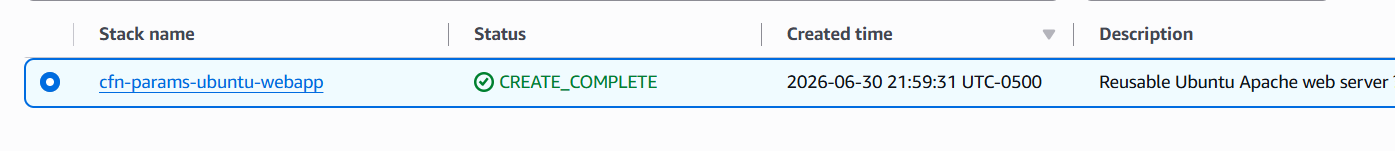 Stack name Status Created time Description
cfn-params-ubuntu-webapp CREATE_COMPLETE 2026-06-30 21:59:31 UTC-0500 Reusable Ubuntu Apache web server